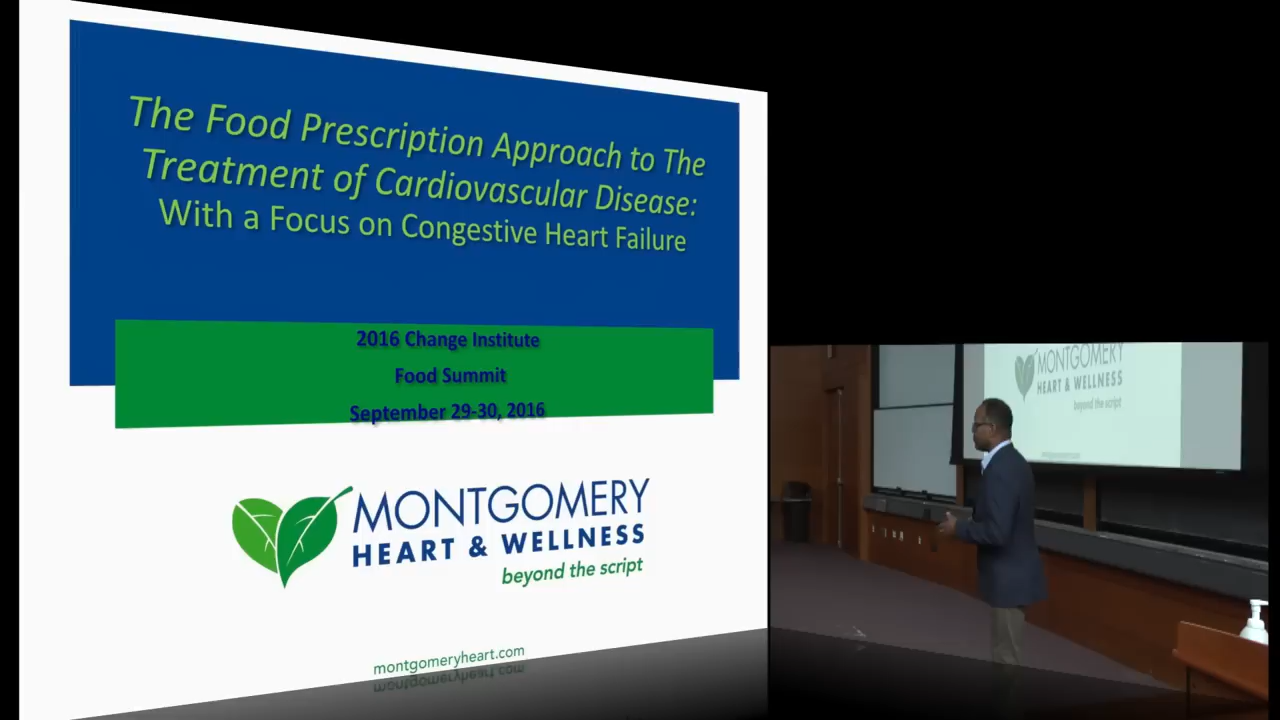 The Food Prescription Approach to The
Treatment of Cardiovascular Disease:
With a Focus on Congestive Heart Failure
2016 Change Institute
Food Summit
September 29-30, 2016
MONTGOMERY
HEART & WELLNESS
beyond the script
montgomeryheart.com
MONTGOMERY
HEART & WELLNESS
beyond the script